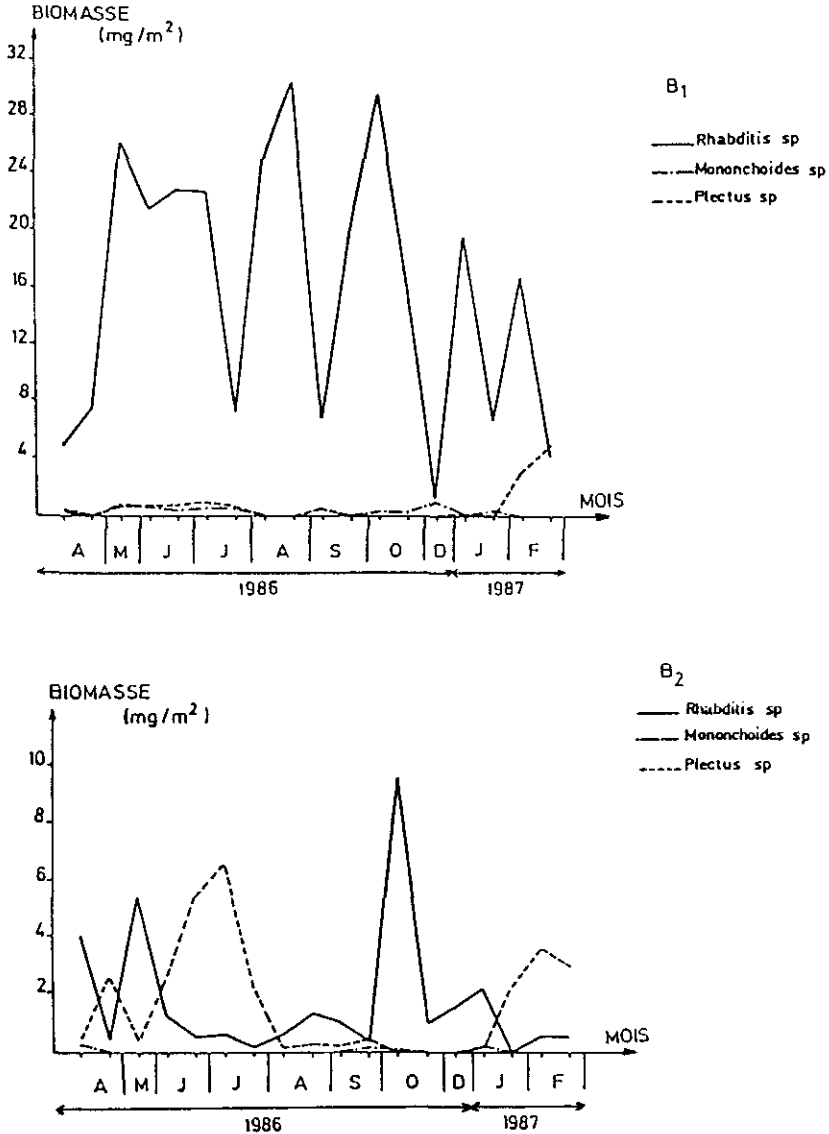 BIOMASSE
(mg/m²)
32
28
24
20
16
12
8
4
B₁
Rhabditis sp
Mononchoides sp
Plectus sp
MOIS
A M J J A S O D J F
1986 1987
BIOMASSE
(mg/m²)
10
8
6
4
2
B₂
Rhabditis sp
Mononchoides sp
Plectus sp
MOIS
A M J J A S O D J F
1986 1987